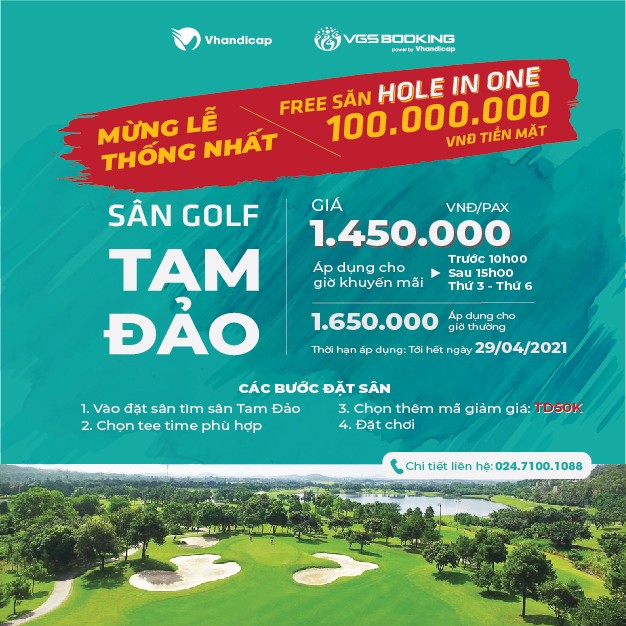 Vhandicap
VGS BOOKING
power by Vhandicap
MỪNG LỄ
THỐNG NHẤT
FREE SĂN HOLE IN ONE
100.000.000
VNĐ TIỀN MẶT
SÂN GOLF
TAM
ĐẢO
GIÁ VNĐ/PAX
1.450.000
Áp dụng cho
giờ khuyến mãi
Trước 10h00
Sau 15h00
Thứ 3 - Thứ 6
1.650.000
Áp dụng cho
giờ thường
Thời hạn áp dụng: Tới hết ngày 29/04/2021
CÁC BƯỚC ĐẶT SÂN
1. Vào đặt sân tìm sân Tam Đảo
2. Chọn tee time phù hợp
3. Chọn thêm mã giảm giá: TD50K
4. Đặt chơi
Chi tiết liên hệ: 024.7100.1088